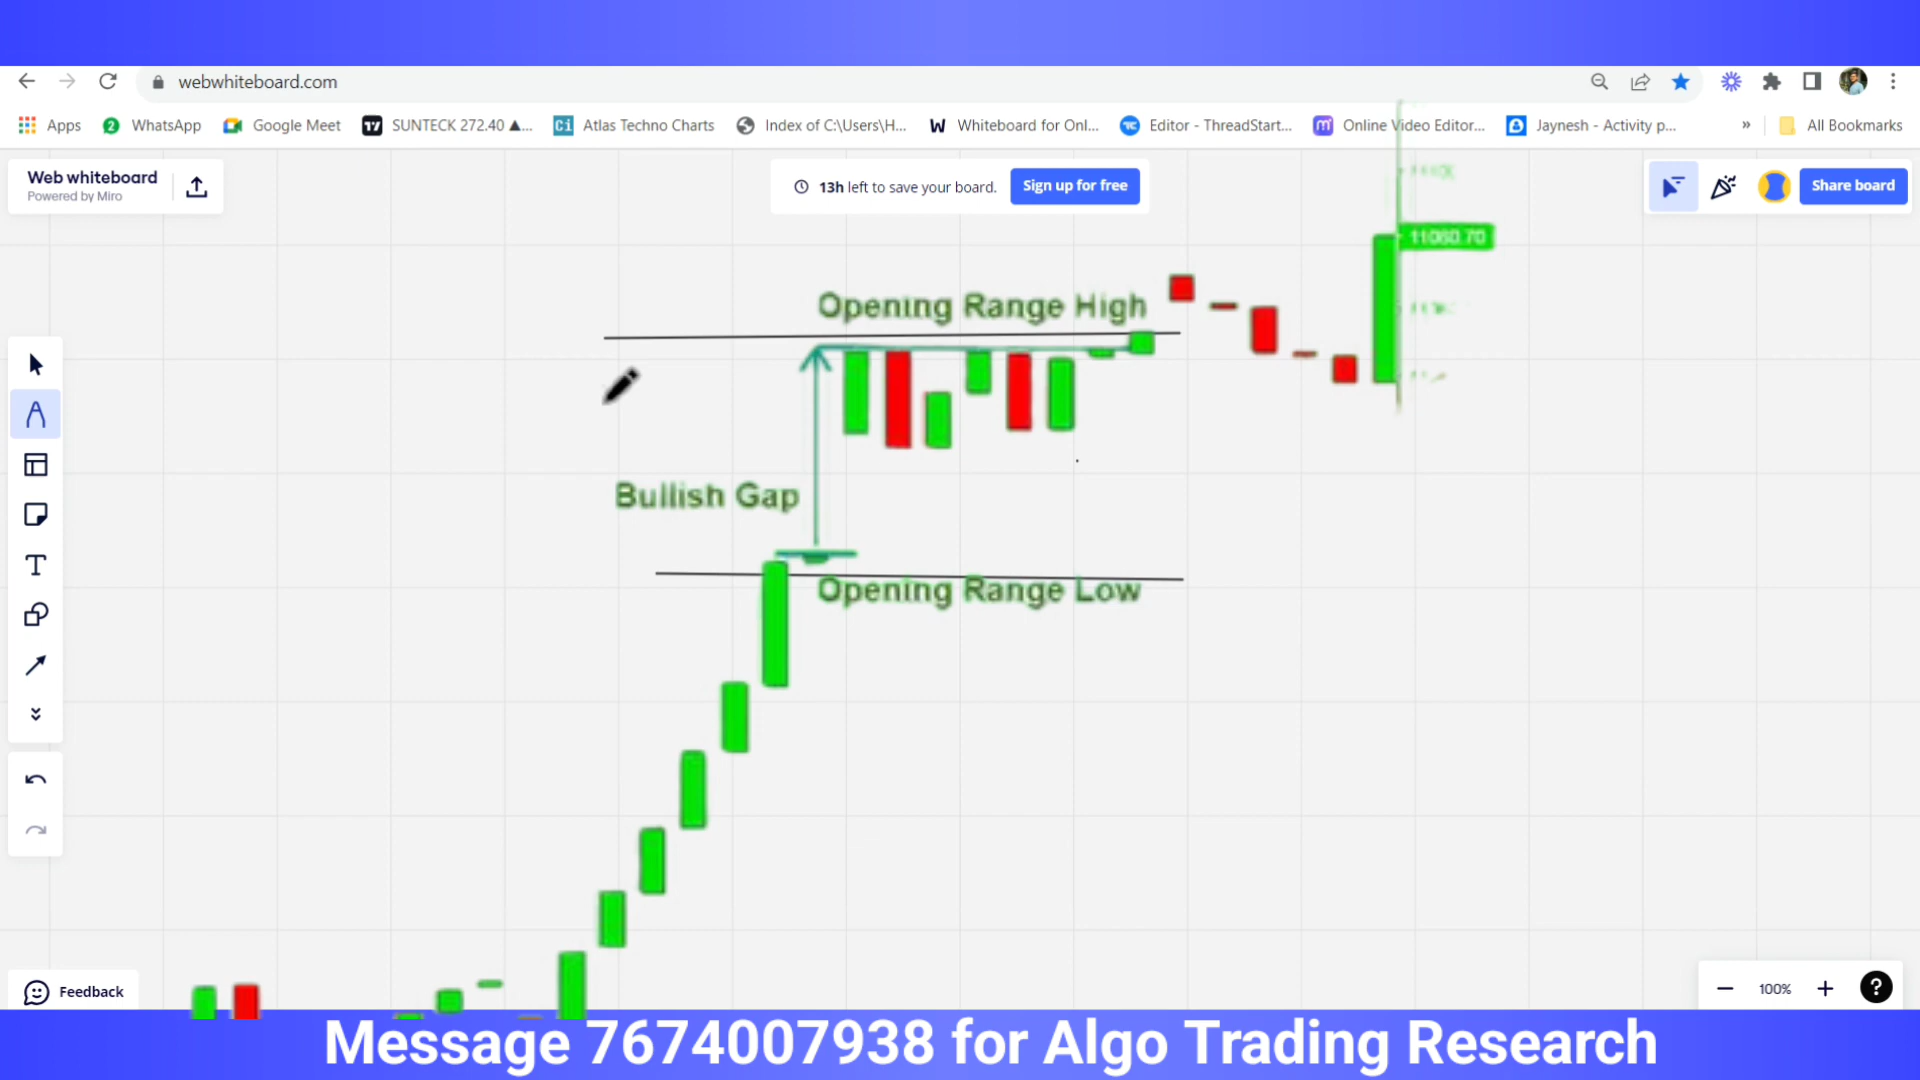 webwhiteboard.com
Apps
WhatsApp
Google Meet
SUNTECK 272.40 ▲...
Atlas Techno Charts
Index of C:\Users\H...
Whiteboard for Onl...
Editor - ThreadStart...
Online Video Editor...
Jaynesh - Activity p...
»
All Bookmarks
Web whiteboard
Powered by Miro
13h left to save your board.
Sign up for free
Share board
11060.70
Opening Range High
Bullish Gap
Opening Range Low
Feedback
100%
Message 7674007938 for Algo Trading Research